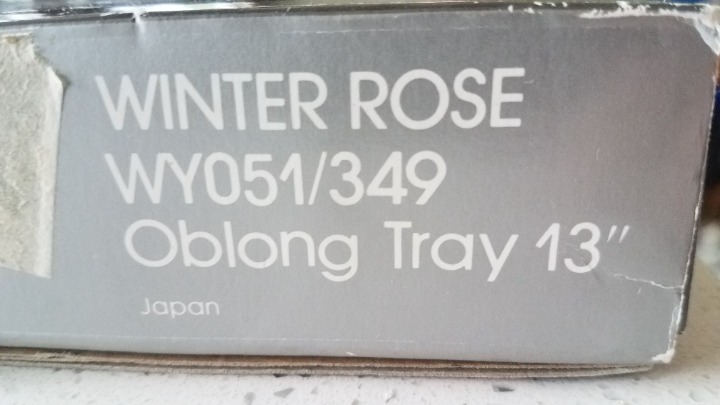 WINTER ROSE
WY051/349
Oblong Tray 13"
Japan